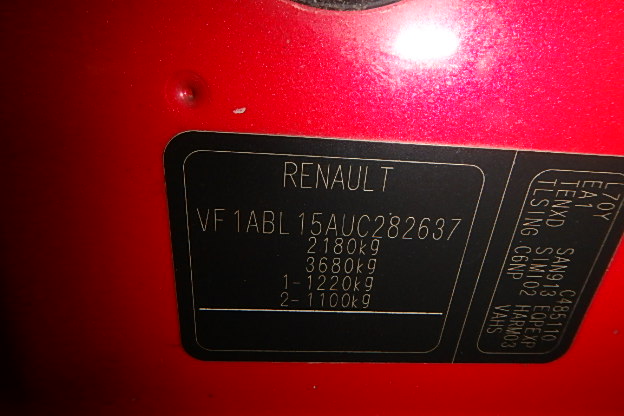 RENAULT
VF1ABL15AUC282637
2180kg
3680kg
1-1220kg
2-1100kg
L70Y
EA1 SAN913 C485110
TENXD SIM102 EQPEXP
TLSING C6NP HARM03
VAHS